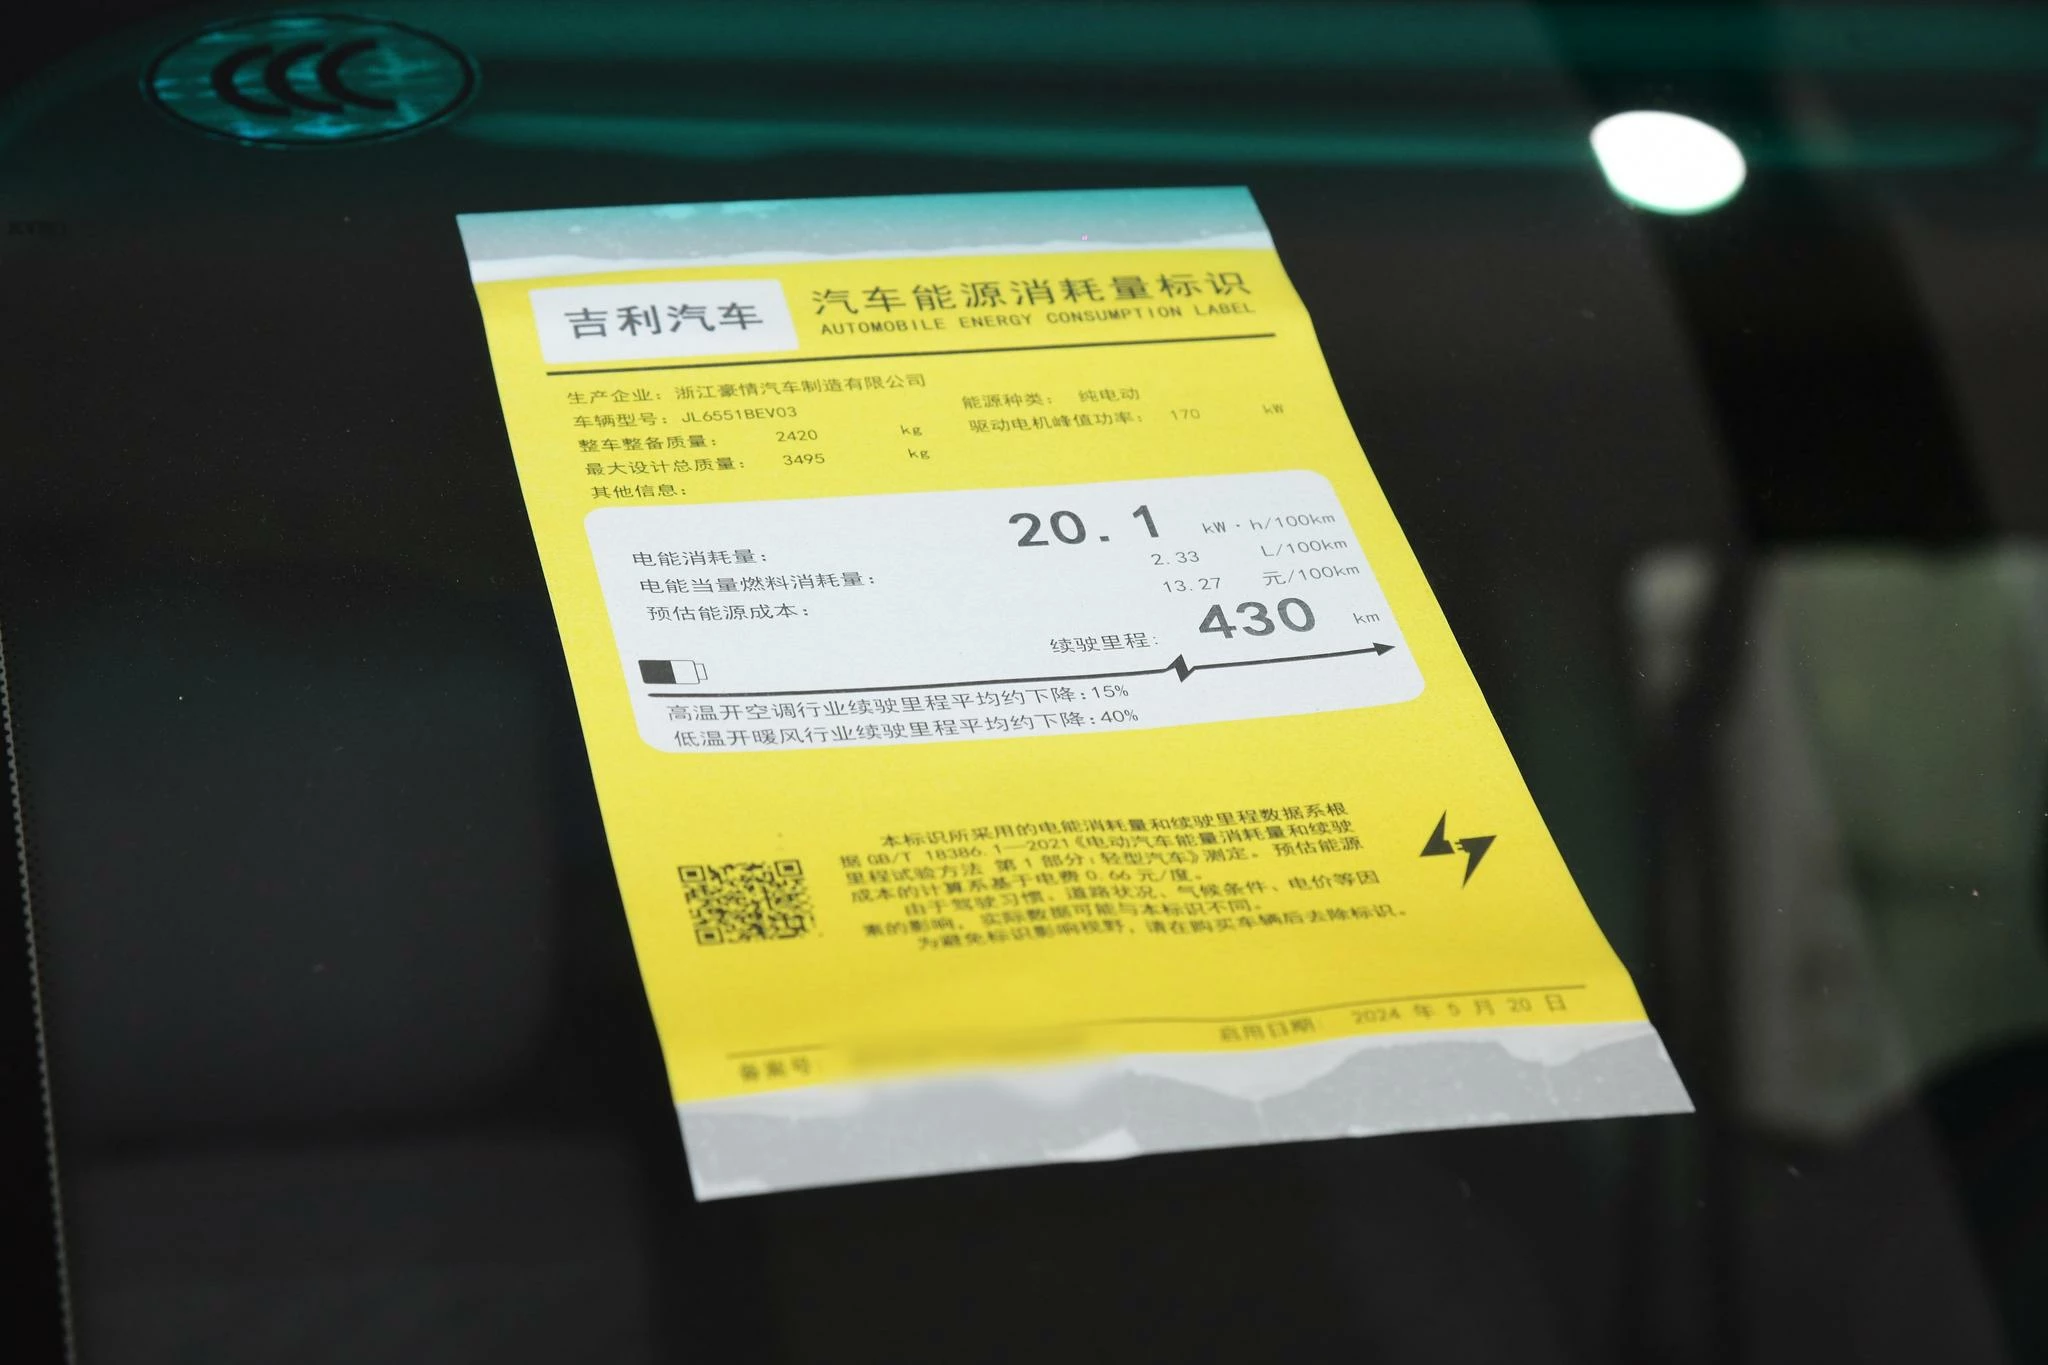 CCC
吉利汽车
汽车能源消耗量标识
AUTOMOBILE ENERGY CONSUMPTION LABEL
生产企业：浙江豪情汽车制造有限公司
能源种类： 纯电动
车辆型号：JL6551BEV03
驱动电机峰值功率： 170 kW
整车整备质量： 2420 kg
最大设计总质量： 3495 kg
其他信息：
电能消耗量： 20.1 kW·h/100km
电能当量燃料消耗量： 2.33 L/100km
预估能源成本： 13.27 元/100km
续驶里程： 430 km
高温开空调行业续驶里程平均约下降：15%
低温开暖风行业续驶里程平均约下降：40%
本标识所采用的电能消耗量和续驶里程数据系根
据 GB/T 18386.1—2021《电动汽车能量消耗量和续驶
里程试验方法 第1部分：轻型汽车》测定。预估能源
成本的计算系基于电费0.66 元/度。
由于驾驶习惯、道路状况、气候条件、电价等因
素的影响，实际数据可能与本标识不同。
为避免标识影响视野，请在购买车辆后去除标识。
备案号：
启用日期： 2024 年 5 月 20 日